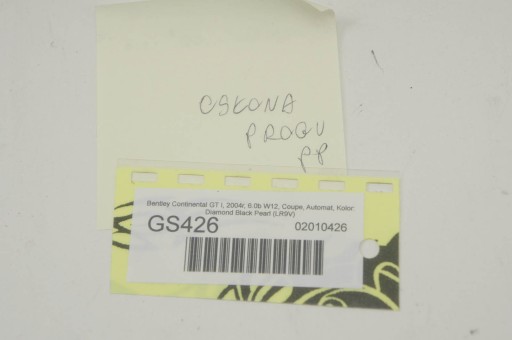 OSŁONA
PROGU
PP
Bentley Continental GT I, 2004r, 6.0b W12, Coupe, Automat, Kolor:
Diamond Black Pearl (LR9V)
GS426
02010426